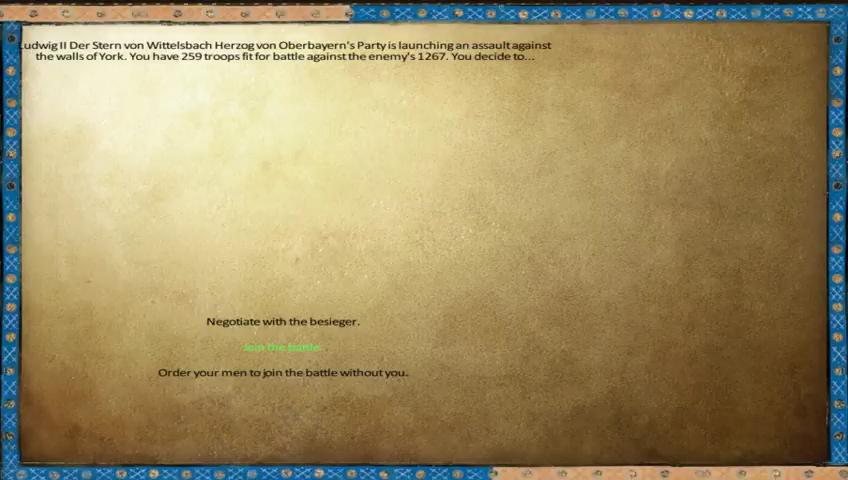 Ludwig II Der Stern von Wittelsbach Herzog von Oberbayern's Party is launching an assault against
the walls of York. You have 259 troops fit for battle against the enemy's 1267. You decide to...
Negotiate with the besieger.
Join the battle.
Order your men to join the battle without you.